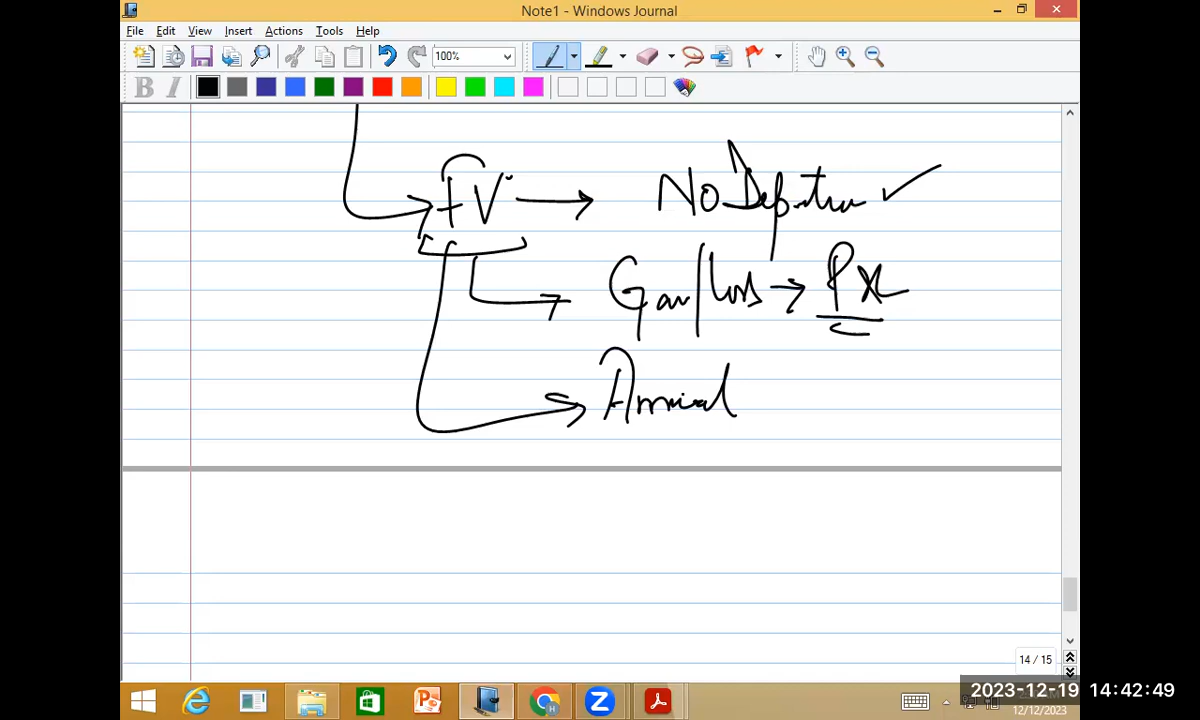 Note1 - Windows Journal
File Edit View Insert Actions Tools Help
100%
B I
FV → No ✓
Gain/Loss → P&L
Annual
14 / 15
2023-12-19 14:42:49
12/12/2023